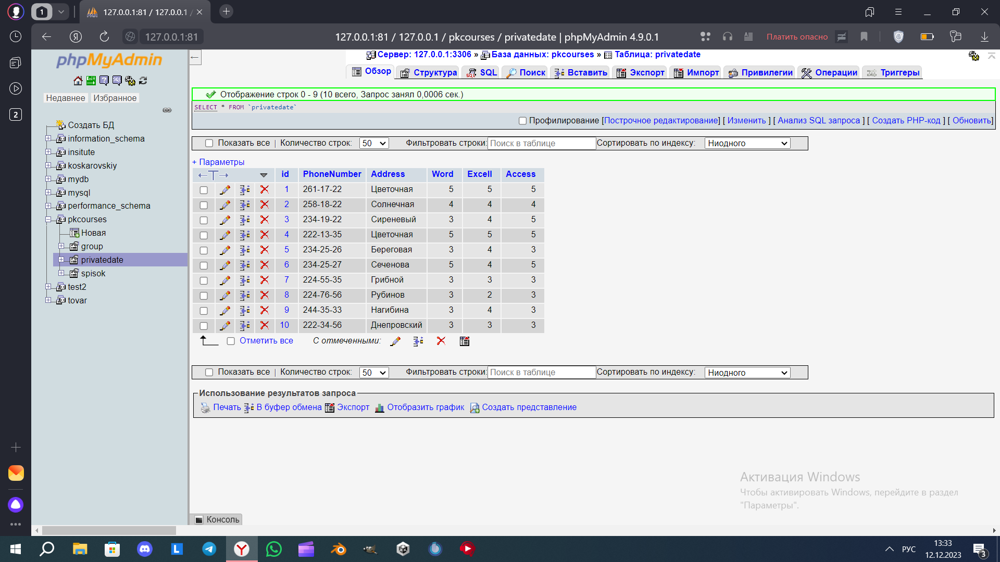 1
127.0.0.1:81 / 127.0.0.1 /
127.0.0.1:81
127.0.0.1:81 / 127.0.0.1 / pkcourses / privatedate | phpMyAdmin 4.9.0.1
Платить опасно
2
phpMyAdmin
Недавнее Избранное
Создать БД
information_schema
insitute
koskarovskiy
mydb
mysql
performance_schema
pkcourses
Новая
group
privatedate
spisok
test2
tovar
Сервер: 127.0.0.1:3306 » База данных: pkcourses » Таблица: privatedate
Обзор Структура SQL Поиск Вставить Экспорт Импорт Привилегии Операции Триггеры
Отображение строк 0 - 9 (10 всего, Запрос занял 0,0006 сек.)
SELECT * FROM `privatedate`
Профилирование [Построчное редактирование] [ Изменить ] [ Анализ SQL запроса ] [ Создать PHP-код ] [ Обновить]
Показать все | Количество строк: 50 Фильтровать строки: Поиск в таблице Сортировать по индексу: Ниодного
+ Параметры
←T→ id PhoneNumber Address Word Excell Access
1 261-17-22 Цветочная 5 5 5
2 258-18-22 Солнечная 4 4 4
3 234-19-22 Сиреневый 3 4 5
4 222-13-35 Цветочная 5 5 5
5 234-25-26 Береговая 3 4 3
6 234-25-27 Сеченова 5 4 5
7 224-55-35 Грибной 3 3 3
8 224-76-56 Рубинов 3 2 3
9 244-35-33 Нагибина 3 4 3
10 222-34-56 Днепровский 3 3 3
Отметить все С отмеченными:
Показать все | Количество строк: 50 Фильтровать строки: Поиск в таблице Сортировать по индексу: Ниодного
Использование результатов запроса
Печать В буфер обмена Экспорт Отобразить график Создать представление
Активация Windows
Чтобы активировать Windows, перейдите в раздел
"Параметры".
Консоль
РУС
13:33
12.12.2023
3